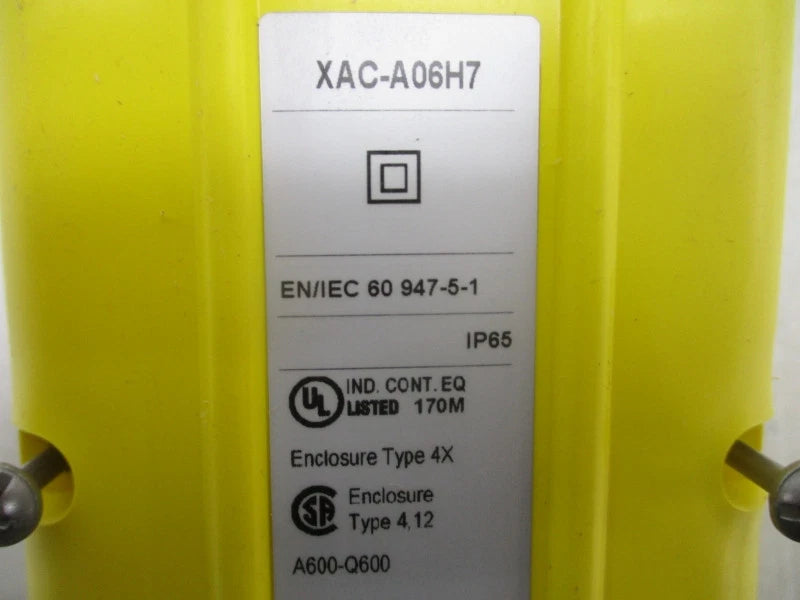 XAC-A06H7
EN/IEC 60 947-5-1
IP65
UL IND. CONT. EQ
LISTED 170M
Enclosure Type 4X
SA Enclosure
Type 4,12
A600-Q600